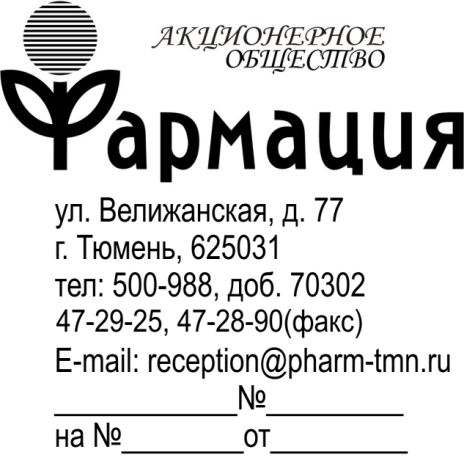 АКЦИОНЕРНОЕ
ОБЩЕСТВО
Фармация
ул. Велижанская, д. 77
г. Тюмень, 625031
тел: 500-988, доб. 70302
47-29-25, 47-28-90(факс)
E-mail: reception@pharm-tmn.ru
____________№_________
на №________от_________